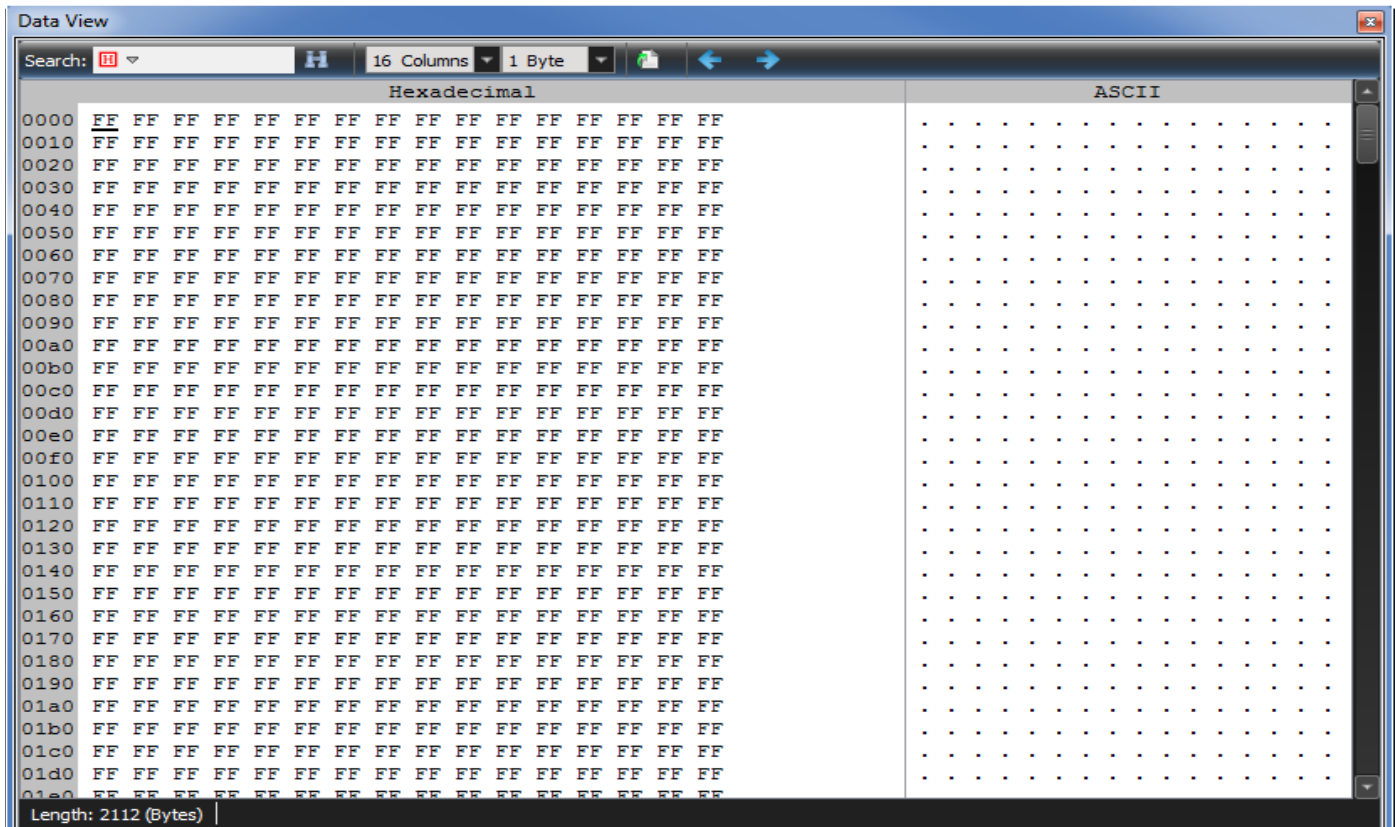 Data View
Search: H 16 Columns 1 Byte
Hexadecimal ASCII
0000 FF FF FF FF FF FF FF FF FF FF FF FF FF FF FF FF . . . . . . . . . . . . . . . .
0010 FF FF FF FF FF FF FF FF FF FF FF FF FF FF FF FF . . . . . . . . . . . . . . . .
0020 FF FF FF FF FF FF FF FF FF FF FF FF FF FF FF FF . . . . . . . . . . . . . . . .
0030 FF FF FF FF FF FF FF FF FF FF FF FF FF FF FF FF . . . . . . . . . . . . . . . .
0040 FF FF FF FF FF FF FF FF FF FF FF FF FF FF FF FF . . . . . . . . . . . . . . . .
0050 FF FF FF FF FF FF FF FF FF FF FF FF FF FF FF FF . . . . . . . . . . . . . . . .
0060 FF FF FF FF FF FF FF FF FF FF FF FF FF FF FF FF . . . . . . . . . . . . . . . .
0070 FF FF FF FF FF FF FF FF FF FF FF FF FF FF FF FF . . . . . . . . . . . . . . . .
0080 FF FF FF FF FF FF FF FF FF FF FF FF FF FF FF FF . . . . . . . . . . . . . . . .
0090 FF FF FF FF FF FF FF FF FF FF FF FF FF FF FF FF . . . . . . . . . . . . . . . .
00a0 FF FF FF FF FF FF FF FF FF FF FF FF FF FF FF FF . . . . . . . . . . . . . . . .
00b0 FF FF FF FF FF FF FF FF FF FF FF FF FF FF FF FF . . . . . . . . . . . . . . . .
00c0 FF FF FF FF FF FF FF FF FF FF FF FF FF FF FF FF . . . . . . . . . . . . . . . .
00d0 FF FF FF FF FF FF FF FF FF FF FF FF FF FF FF FF . . . . . . . . . . . . . . . .
00e0 FF FF FF FF FF FF FF FF FF FF FF FF FF FF FF FF . . . . . . . . . . . . . . . .
00f0 FF FF FF FF FF FF FF FF FF FF FF FF FF FF FF FF . . . . . . . . . . . . . . . .
0100 FF FF FF FF FF FF FF FF FF FF FF FF FF FF FF FF . . . . . . . . . . . . . . . .
0110 FF FF FF FF FF FF FF FF FF FF FF FF FF FF FF FF . . . . . . . . . . . . . . . .
0120 FF FF FF FF FF FF FF FF FF FF FF FF FF FF FF FF . . . . . . . . . . . . . . . .
0130 FF FF FF FF FF FF FF FF FF FF FF FF FF FF FF FF . . . . . . . . . . . . . . . .
0140 FF FF FF FF FF FF FF FF FF FF FF FF FF FF FF FF . . . . . . . . . . . . . . . .
0150 FF FF FF FF FF FF FF FF FF FF FF FF FF FF FF FF . . . . . . . . . . . . . . . .
0160 FF FF FF FF FF FF FF FF FF FF FF FF FF FF FF FF . . . . . . . . . . . . . . . .
0170 FF FF FF FF FF FF FF FF FF FF FF FF FF FF FF FF . . . . . . . . . . . . . . . .
0180 FF FF FF FF FF FF FF FF FF FF FF FF FF FF FF FF . . . . . . . . . . . . . . . .
0190 FF FF FF FF FF FF FF FF FF FF FF FF FF FF FF FF . . . . . . . . . . . . . . . .
01a0 FF FF FF FF FF FF FF FF FF FF FF FF FF FF FF FF . . . . . . . . . . . . . . . .
01b0 FF FF FF FF FF FF FF FF FF FF FF FF FF FF FF FF . . . . . . . . . . . . . . . .
01c0 FF FF FF FF FF FF FF FF FF FF FF FF FF FF FF FF . . . . . . . . . . . . . . . .
01d0 FF FF FF FF FF FF FF FF FF FF FF FF FF FF FF FF . . . . . . . . . . . . . . . .
01e0 FF FF FF FF FF FF FF FF FF FF FF FF FF FF FF FF
Length: 2112 (Bytes)